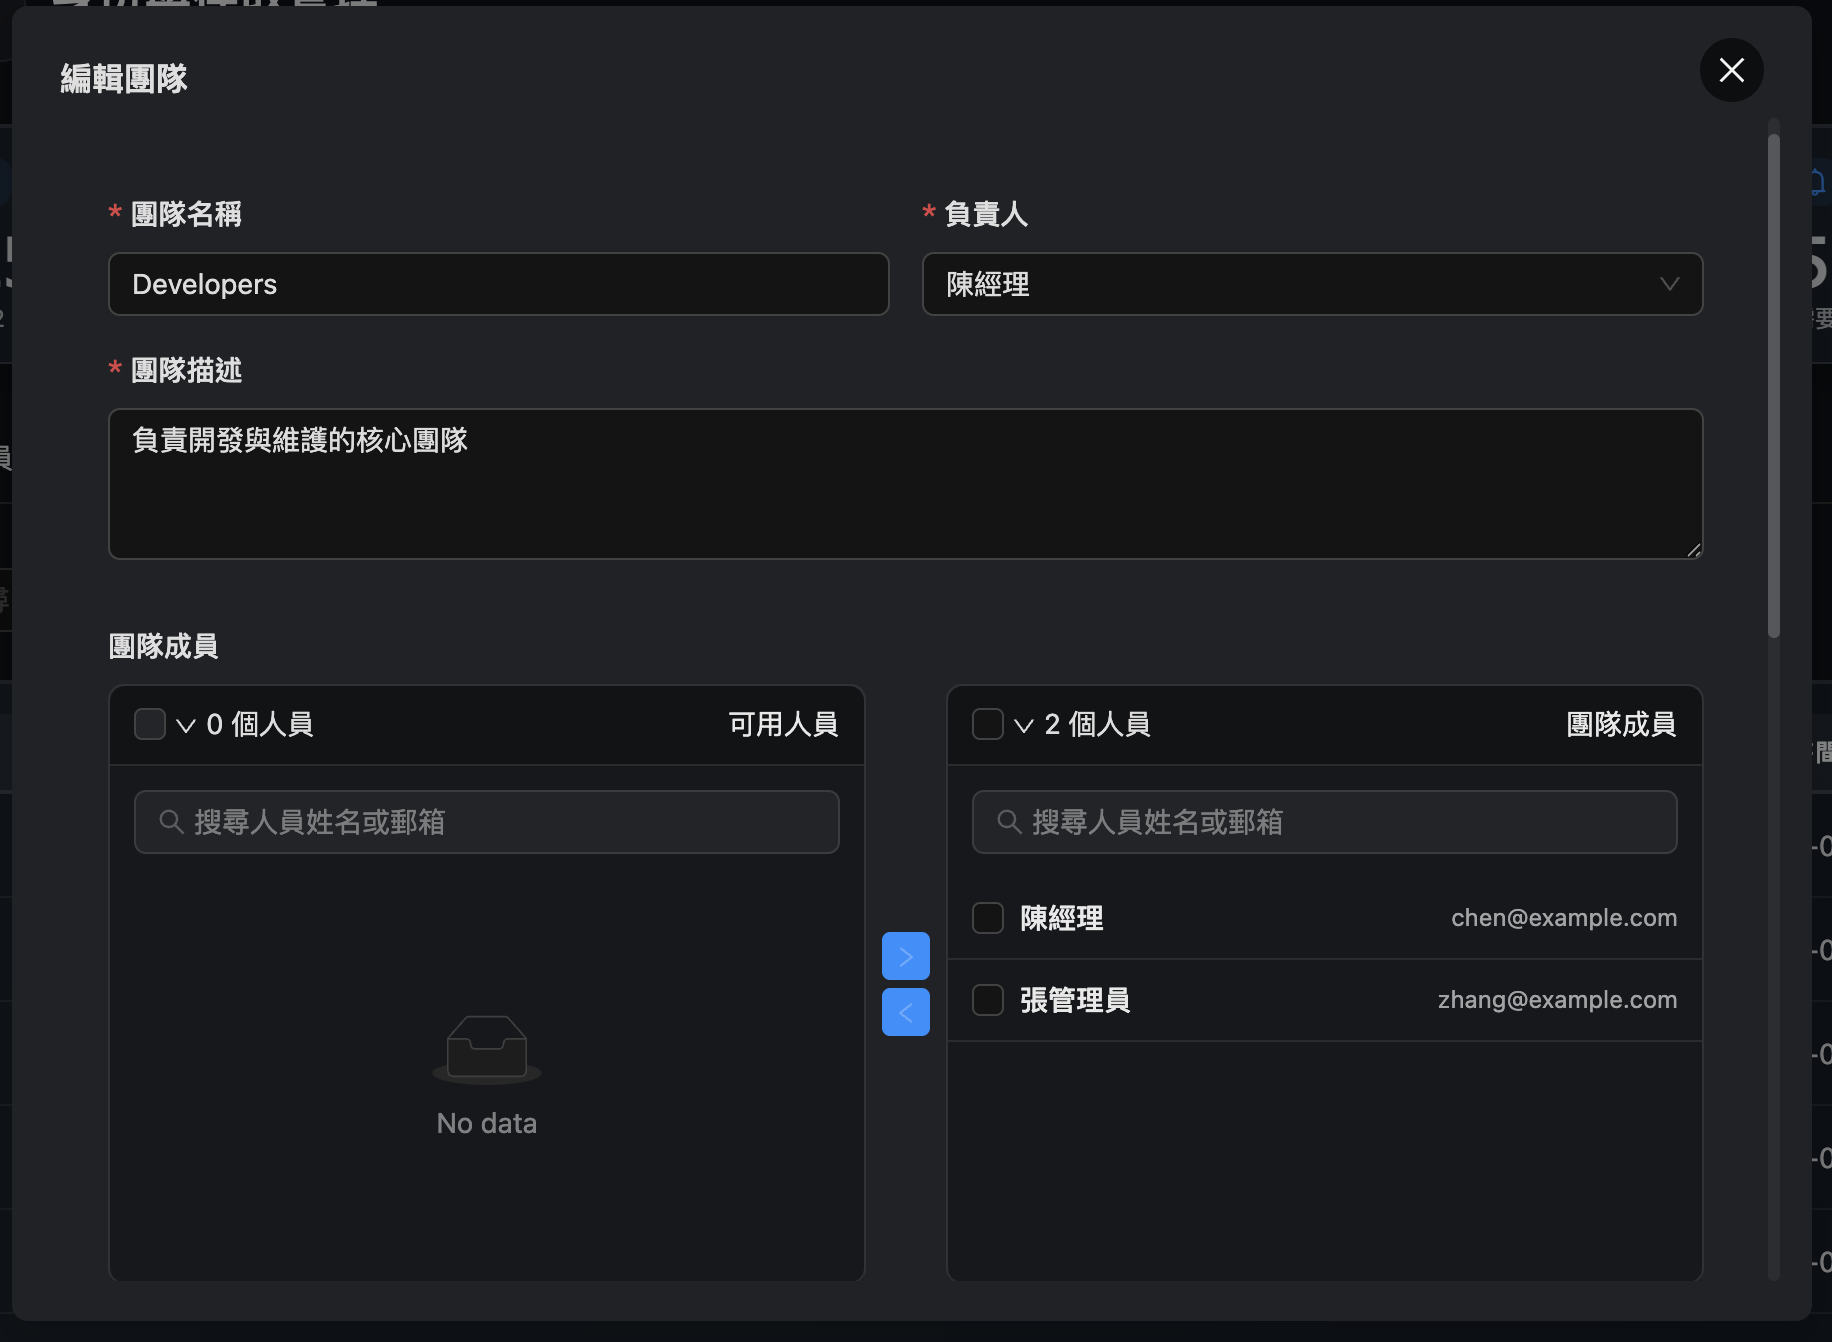 編輯團隊
* 團隊名稱
* 負責人
Developers
陳經理
* 團隊描述
負責開發與維護的核心團隊
團隊成員
0 個人員
可用人員
搜尋人員姓名或郵箱
No data
2 個人員
團隊成員
搜尋人員姓名或郵箱
陳經理
chen@example.com
張管理員
zhang@example.com